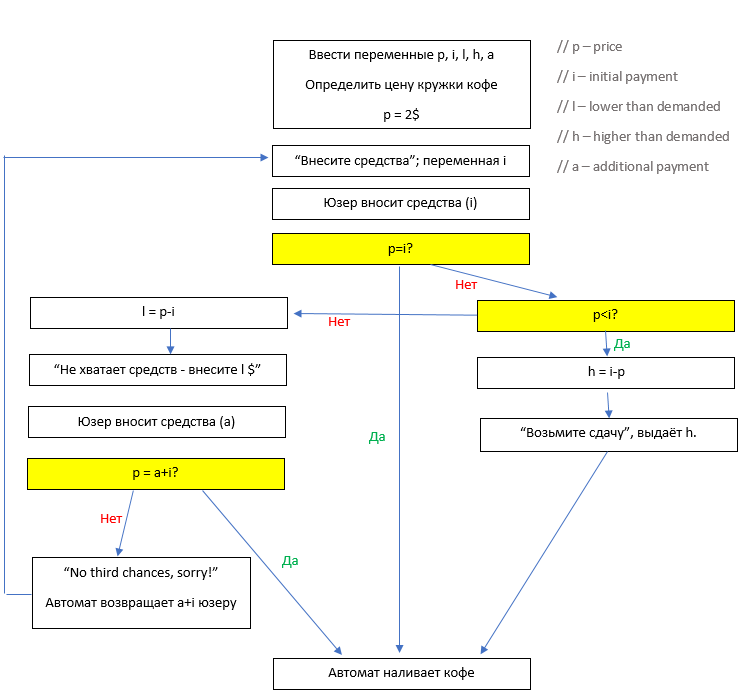 Ввести переменные p, i, l, h, a
Определить цену кружки кофе
p = 2$
// p – price
// i – initial payment
// l – lower than demanded
// h – higher than demanded
// a – additional payment
“Внесите средства”; переменная i
Юзер вносит средства (i)
p=i?
Нет
l = p-i
Нет
p<i?
Да
“Не хватает средств - внесите l $”
h = i-p
Юзер вносит средства (a)
Да
“Возьмите сдачу”, выдаёт h.
p = a+i?
Нет
Да
“No third chances, sorry!”
Автомат возвращает a+i юзеру
Автомат наливает кофе